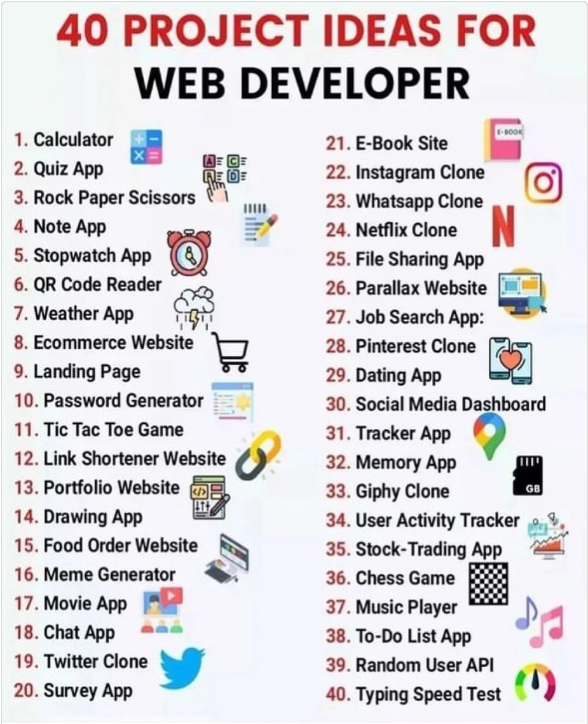 40 PROJECT IDEAS FOR
WEB DEVELOPER
1. Calculator
2. Quiz App
3. Rock Paper Scissors
4. Note App
5. Stopwatch App
6. QR Code Reader
7. Weather App
8. Ecommerce Website
9. Landing Page
10. Password Generator
11. Tic Tac Toe Game
12. Link Shortener Website
13. Portfolio Website
14. Drawing App
15. Food Order Website
16. Meme Generator
17. Movie App
18. Chat App
19. Twitter Clone
20. Survey App
21. E-Book Site
E-BOOK
22. Instagram Clone
23. Whatsapp Clone
24. Netflix Clone
25. File Sharing App
26. Parallax Website
27. Job Search App:
28. Pinterest Clone
29. Dating App
30. Social Media Dashboard
31. Tracker App
32. Memory App
GB
33. Giphy Clone
34. User Activity Tracker
35. Stock-Trading App
36. Chess Game
37. Music Player
38. To-Do List App
39. Random User API
40. Typing Speed Test